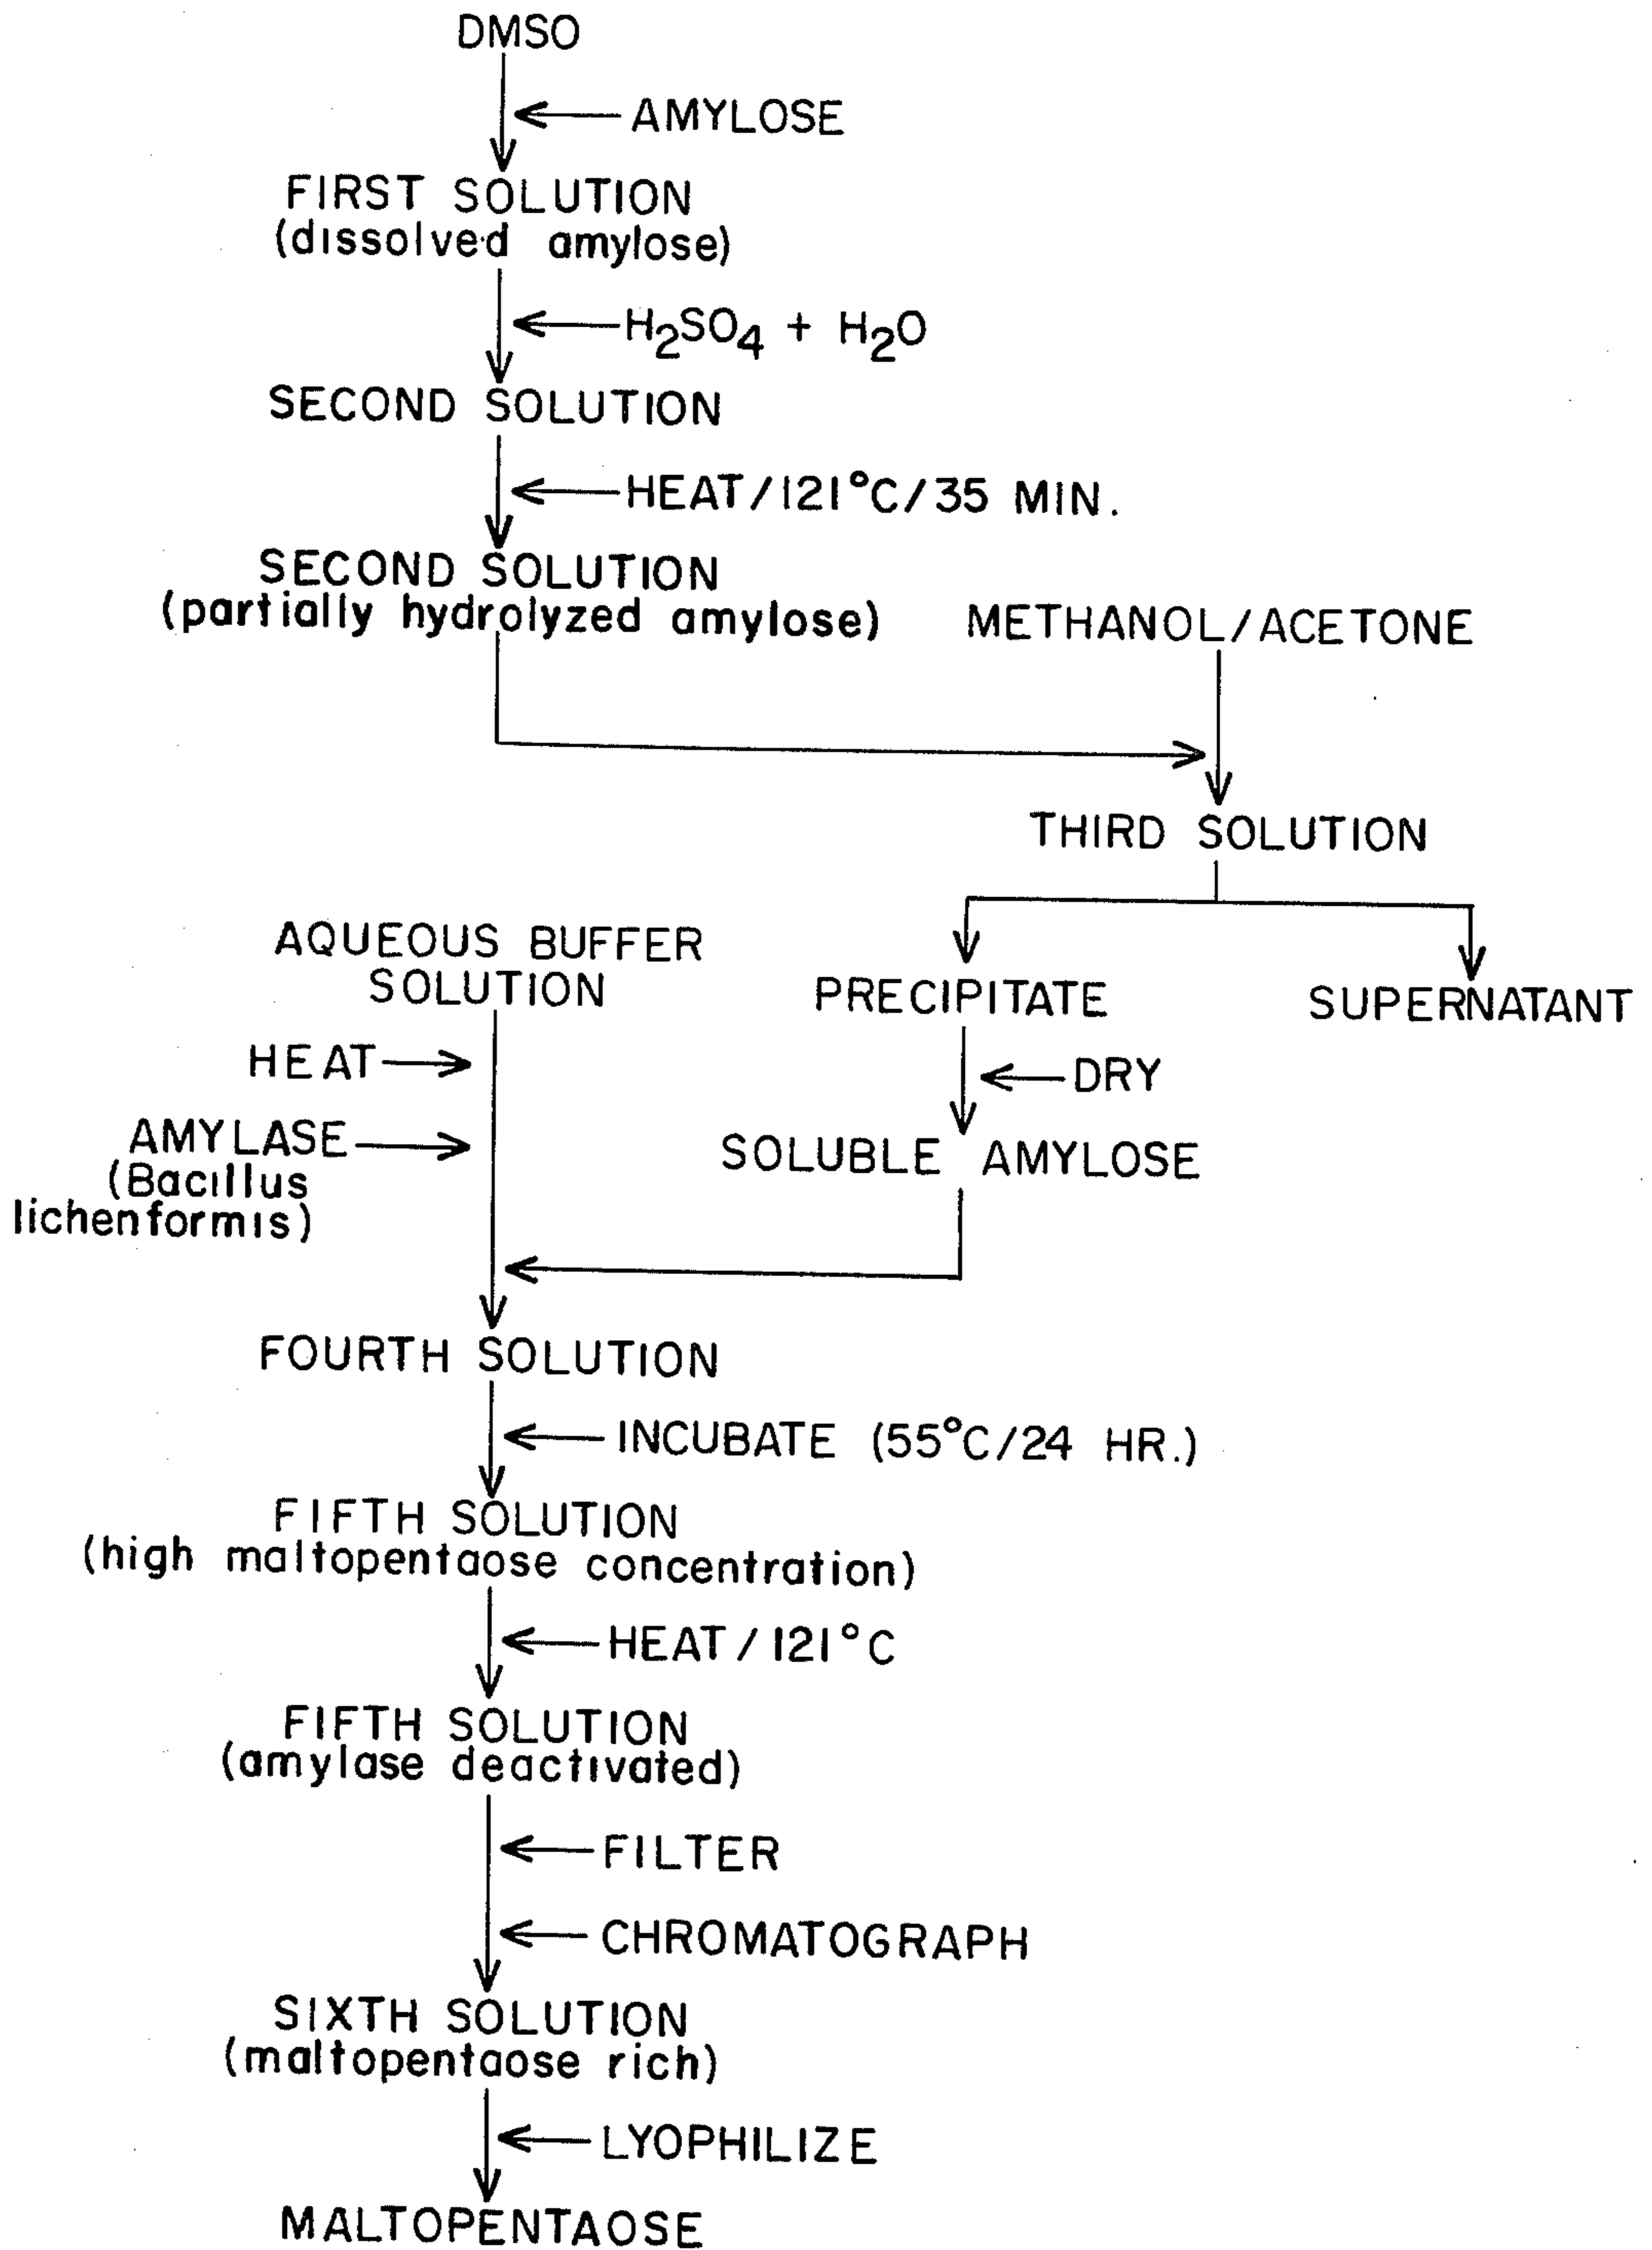 DMSO
AMYLOSE
FIRST SOLUTION
(dissolved amylose)
H2SO4 + H2O
SECOND SOLUTION
HEAT/121°C/35 MIN.
SECOND SOLUTION
(partially hydrolyzed amylose)
METHANOL/ACETONE
THIRD SOLUTION
AQUEOUS BUFFER
SOLUTION
PRECIPITATE
SUPERNATANT
HEAT
DRY
AMYLASE
(Bacillus
lichenformis)
SOLUBLE AMYLOSE
FOURTH SOLUTION
INCUBATE (55°C/24 HR.)
FIFTH SOLUTION
(high maltopentaose concentration)
HEAT/121°C
FIFTH SOLUTION
(amylase deactivated)
FILTER
CHROMATOGRAPH
SIXTH SOLUTION
(maltopentaose rich)
LYOPHILIZE
MALTOPENTAOSE